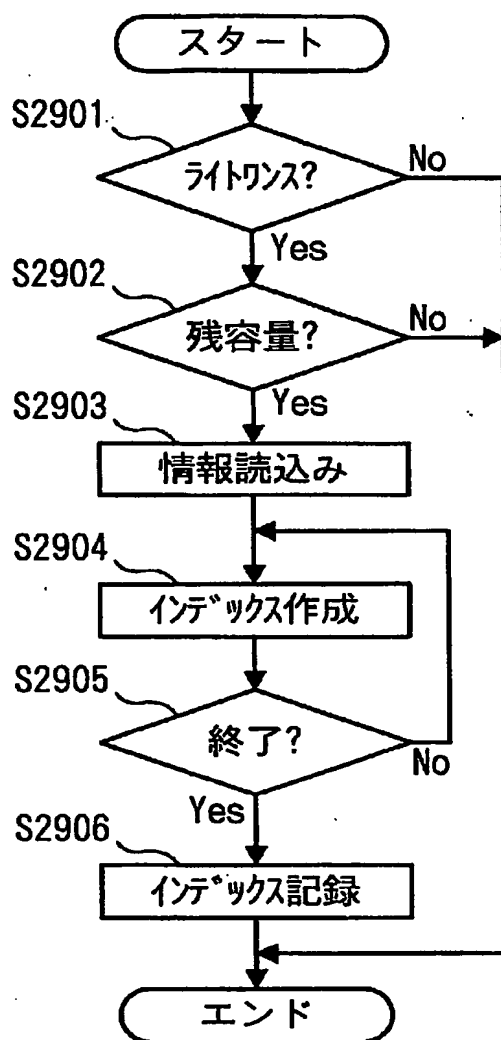 スタート
S2901
ライトワンス?
No
Yes
S2902
残容量?
No
Yes
S2903
情報読込み
S2904
インデックス作成
S2905
終了?
No
Yes
S2906
インデックス記録
エンド